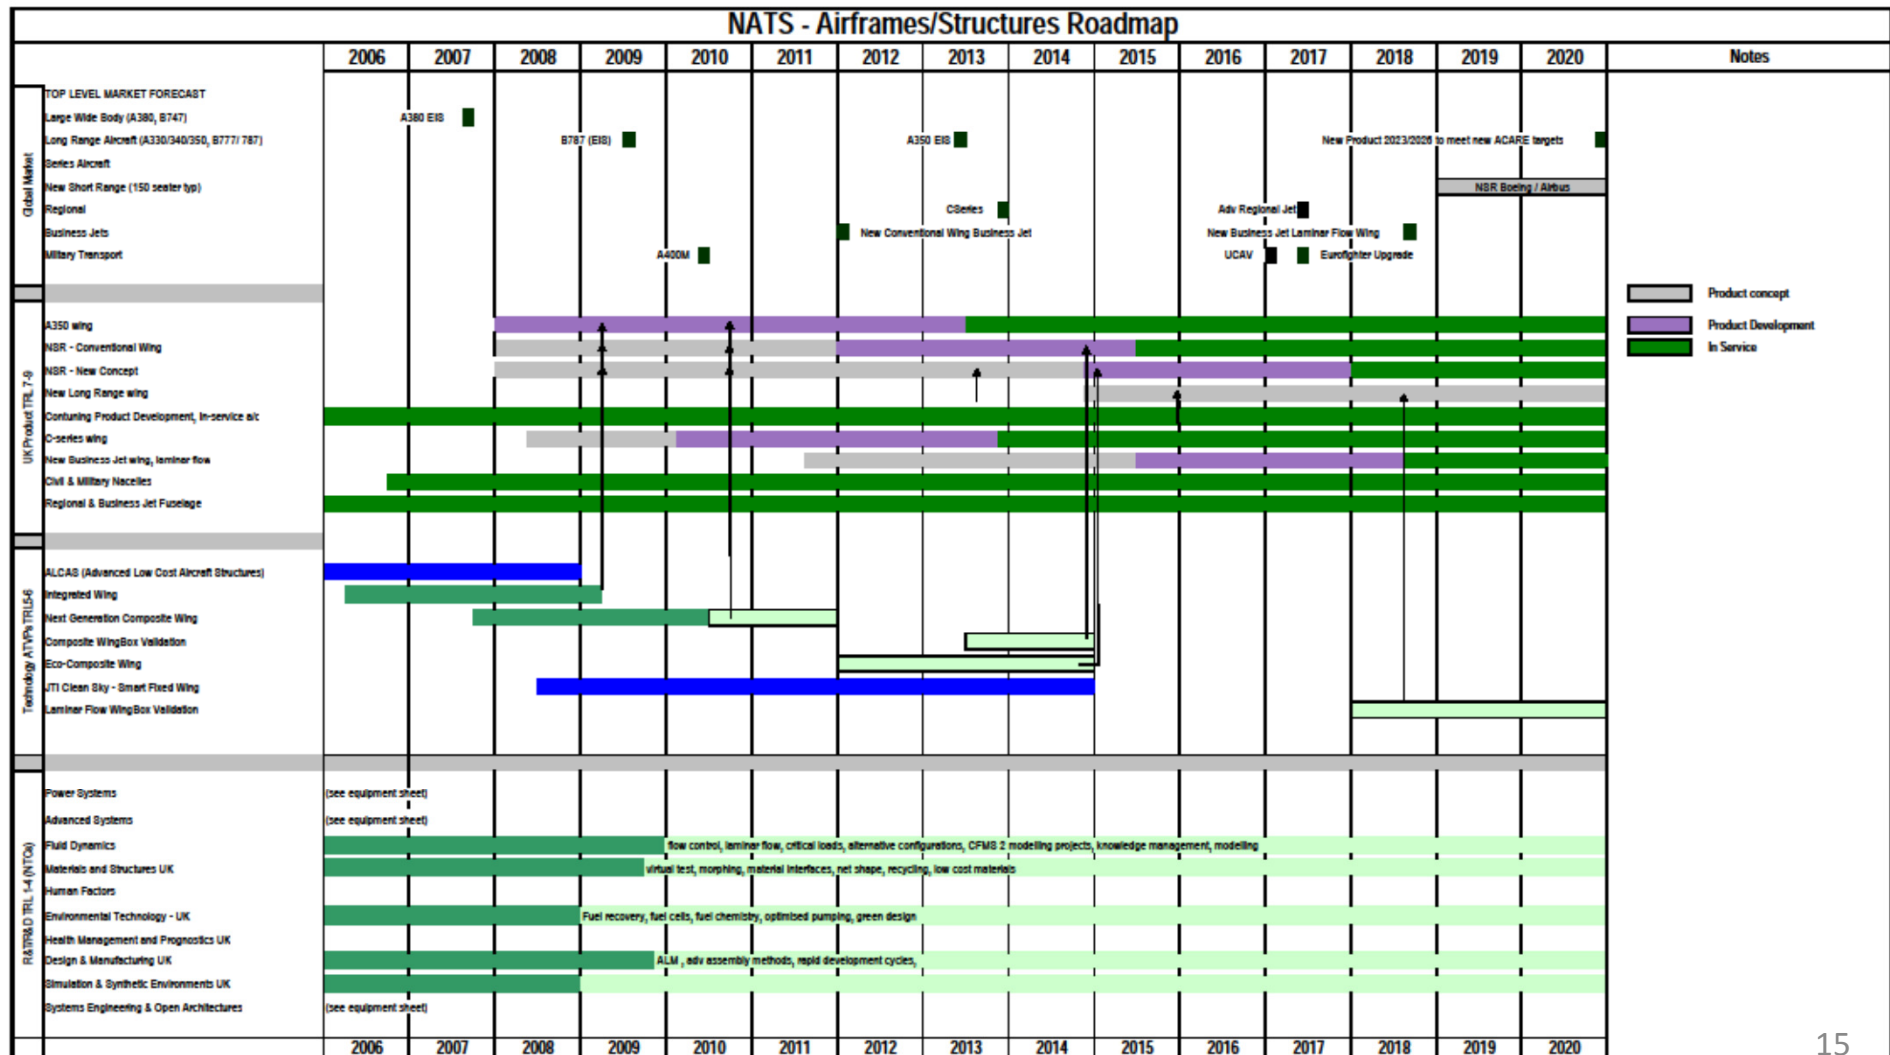 NATS - Airframes/Structures Roadmap
2006 2007 2008 2009 2010 2011 2012 2013 2014 2015 2016 2017 2018 2019 2020 Notes
Global Market
TOP LEVEL MARKET FORECAST
Large Wide Body (A380, B747) A380 EIS
Long Range Aircraft (A330/340/350, B777/ 787) B787 (EIS) A350 EIS New Product 2023/2026 to meet new ACARE targets
Series Aircraft
New Short Range (150 seater typ) NSR Boeing / Airbus
Regional CSeries Adv Regional Jet
Business Jets New Conventional Wing Business Jet New Business Jet Laminar Flow Wing
Military Transport A400M UCAV Eurofighter Upgrade
Product concept
Product Development
In Service
UK Product TRL 7-9
A350 wing
NSR - Conventional Wing
NSR - New Concept
New Long Range wing
Contuning Product Development, In-service a/c
C-series wing
New Business Jet wing, laminar flow
Civil & Military Nacelles
Regional & Business Jet Fuselage
Technology ATVPs TRL5-6
ALCAS (Advanced Low Cost Aircraft Structures)
Integrated Wing
Next Generation Composite Wing
Composite WingBox Validation
Eco-Composite Wing
JTI Clean Sky - Smart Fixed Wing
Laminar Flow WingBox Validation
R&T/R&D TRL 1-4 (NTCs)
Power Systems (see equipment sheet)
Advanced Systems (see equipment sheet)
Fluid Dynamics flow control, laminar flow, critical loads, alternative configurations, CFMS 2 modelling projects, knowledge management, modelling
Materials and Structures UK virtual test, morphing, material interfaces, net shape, recycling, low cost materials
Human Factors
Environmental Technology - UK Fuel recovery, fuel cells, fuel chemistry, optimised pumping, green design
Health Management and Prognostics UK
Design & Manufacturing UK ALM , adv assembly methods, rapid development cycles,
Simulation & Synthetic Environments UK
Systems Engineering & Open Architectures (see equipment sheet)
2006 2007 2008 2009 2010 2011 2012 2013 2014 2015 2016 2017 2018 2019 2020
15